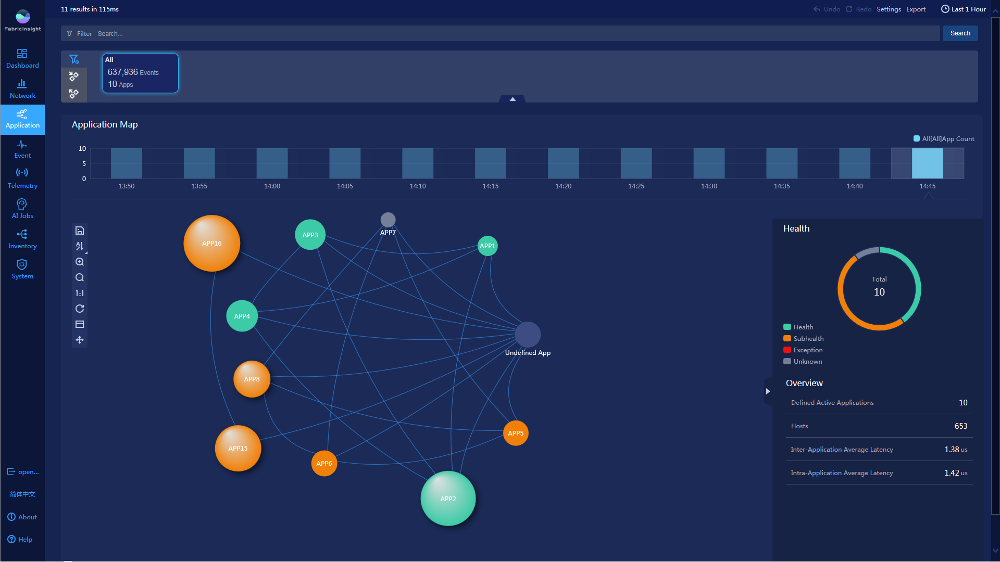 11 results in 115ms
Undo Redo Settings Export Last 1 Hour
FabricInsight
Filter Search...
Search
Dashboard
Network
Application
Event
Telemetry
AI Jobs
Inventory
System
open...
简体中文
About
Help
All
637,936 Events
10 Apps
Application Map
All[All]App Count
10
5
0
13:50 13:55 14:00 14:05 14:10 14:15 14:20 14:25 14:30 14:35 14:40 14:45
AZ
1:1
APP16
APP3
APP7
APP1
APP4
Undefined App
APP8
APP5
APP15
APP6
APP2
Health
Total
10
Health
Subhealth
Exception
Unknown
Overview
Defined Active Applications 10
Hosts 653
Inter-Application Average Latency 1.38 us
Intra-Application Average Latency 1.42 us